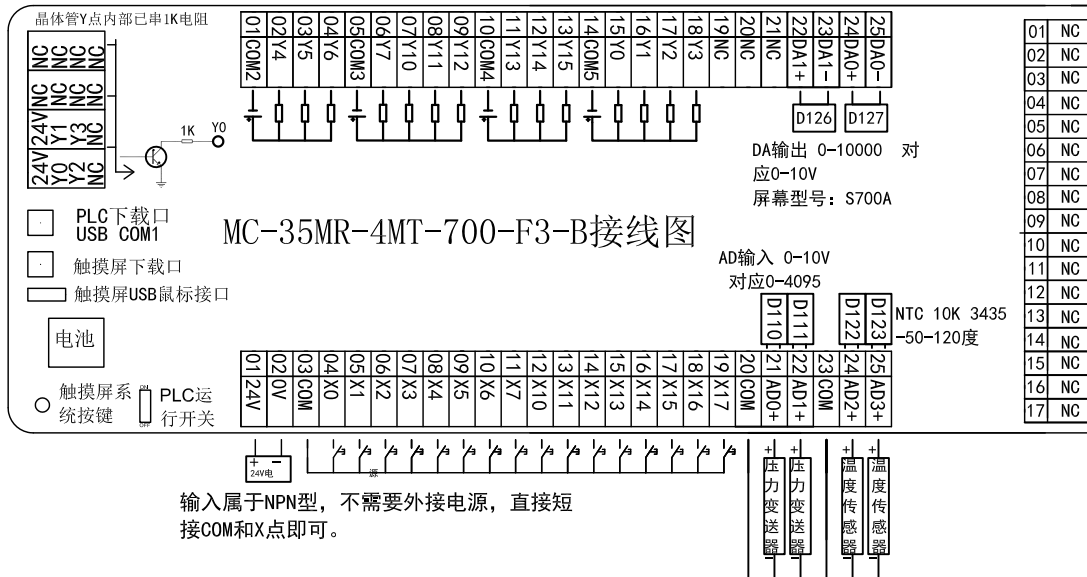 晶体管Y点内部已串1K电阻
NC NC NC NC
NC NC NC NC
24V Y1 Y3 NC
24V Y0 Y2 NC
1K Y0
01 COM2
02 Y4
03 Y5
04 Y6
05 COM3
06 Y7
07 Y10
08 Y11
09 Y12
10 COM4
11 Y13
12 Y14
13 Y15
14 COM5
15 Y0
16 Y1
17 Y2
18 Y3
19 NC
20 NC
21 NC
22 DA1+
23 DA1-
24 DA0+
25 DA0-
D126 D127
DA输出 0-10000 对
应0-10V
屏幕型号：S700A
PLC下载口
USB COM1
触摸屏下载口
触摸屏USB鼠标接口
电池
触摸屏系
统按键
ON
OFF
PLC运
行开关
MC-35MR-4MT-700-F3-B接线图
AD输入 0-10V
对应0-4095
D110 D111 D122 D123
NTC 10K 3435
-50-120度
01 24V
02 0V
03 COM
04 X0
05 X1
06 X2
07 X3
08 X4
09 X5
10 X6
11 X7
12 X10
13 X11
14 X12
15 X13
16 X14
17 X15
18 X16
19 X17
20 COM
21 AD0+
22 AD1+
23 COM
24 AD2+
25 AD3+
+ -
24V电
源
输入属于NPN型，不需要外接电源，直接短
接COM和X点即可。
+压力变送器-
+压力变送器-
+温度传感器-
+温度传感器-
01 NC
02 NC
03 NC
04 NC
05 NC
06 NC
07 NC
08 NC
09 NC
10 NC
11 NC
12 NC
13 NC
14 NC
15 NC
16 NC
17 NC